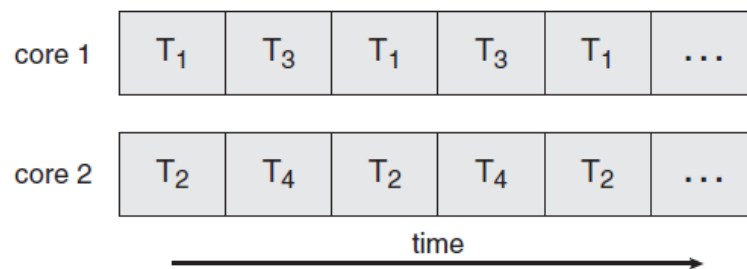 core 1 T₁ T₃ T₁ T₃ T₁ ...
core 2 T₂ T₄ T₂ T₄ T₂ ...
time